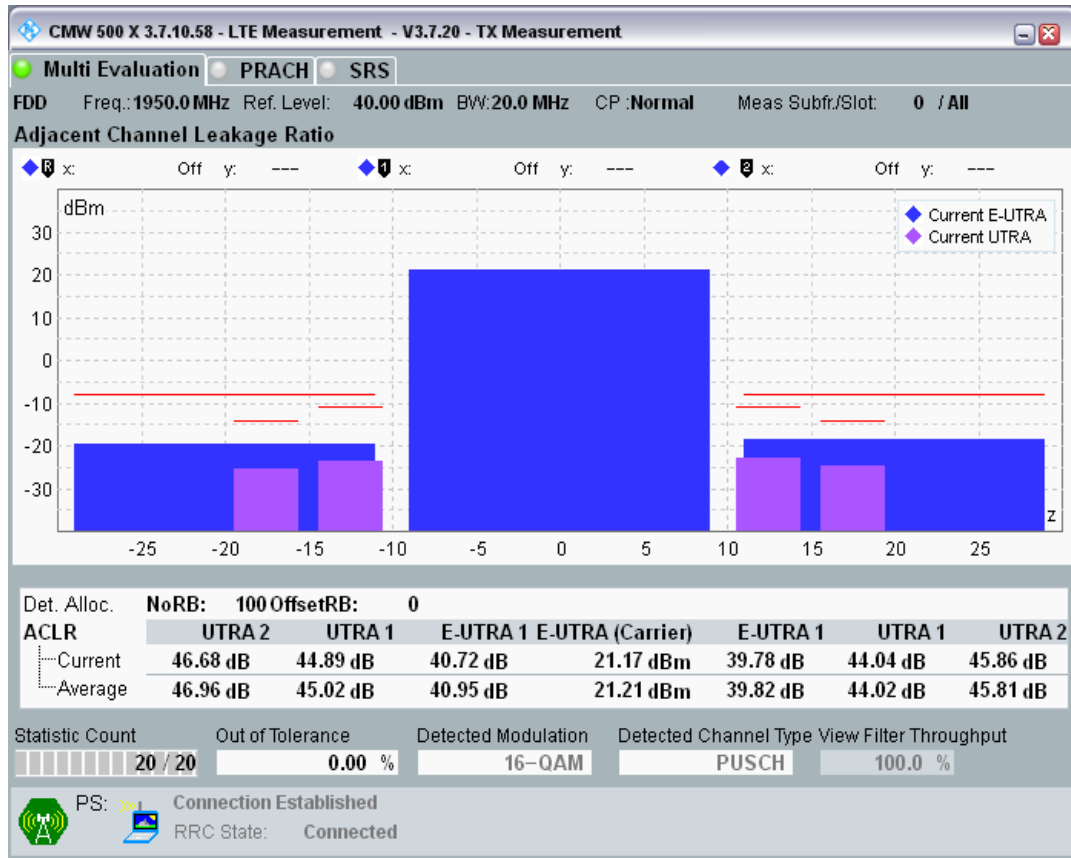 CMW 500 X 3.7.10.58 - LTE Measurement - V3.7.20 - TX Measurement
Multi Evaluation PRACH SRS
FDD Freq.:1950.0 MHz Ref. Level: 40.00 dBm BW:20.0 MHz CP :Normal Meas Subfr./Slot: 0 / All
Adjacent Channel Leakage Ratio
R x: Off y: --- 1 x: Off y: --- 2 x: Off y: ---
dBm
Current E-UTRA
Current UTRA
30
20
10
0
-10
-20
-30
z
-25 -20 -15 -10 -5 0 5 10 15 20 25
Det. Alloc. NoRB: 100 OffsetRB: 0
ACLR UTRA 2 UTRA 1 E-UTRA 1 E-UTRA (Carrier) E-UTRA 1 UTRA 1 UTRA 2
Current 46.68 dB 44.89 dB 40.72 dB 21.17 dBm 39.78 dB 44.04 dB 45.86 dB
Average 46.96 dB 45.02 dB 40.95 dB 21.21 dBm 39.82 dB 44.02 dB 45.81 dB
Statistic Count Out of Tolerance Detected Modulation Detected Channel Type View Filter Throughput
20 / 20 0.00 % 16-QAM PUSCH 100.0 %
PS: Connection Established
RRC State: Connected